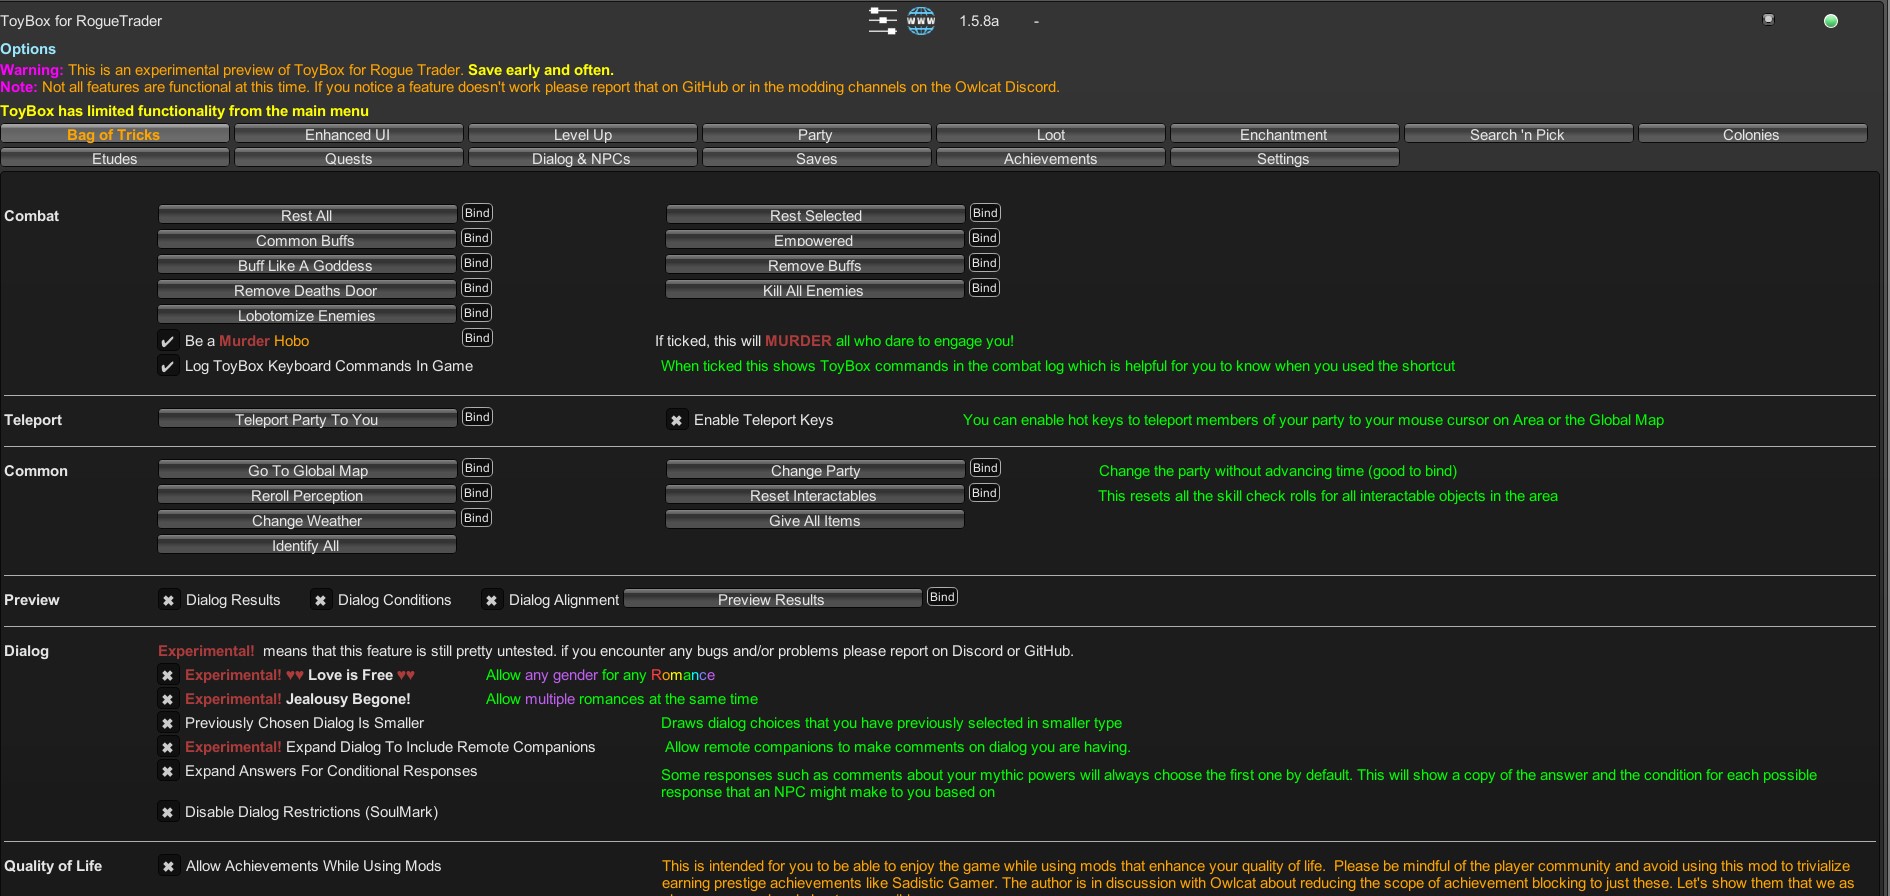 ToyBox for RogueTrader www 1.5.8a -
Options
Warning: This is an experimental preview of ToyBox for Rogue Trader. Save early and often.
Note: Not all features are functional at this time. If you notice a feature doesn't work please report that on GitHub or in the modding channels on the Owlcat Discord.
ToyBox has limited functionality from the main menu
Bag of Tricks Enhanced UI Level Up Party Loot Enchantment Search 'n Pick Colonies
Etudes Quests Dialog & NPCs Saves Achievements Settings
Combat Rest All Bind Rest Selected Bind
Common Buffs Bind Empowered Bind
Buff Like A Goddess Bind Remove Buffs Bind
Remove Deaths Door Bind Kill All Enemies Bind
Lobotomize Enemies Bind
Be a Murder Hobo Bind If ticked, this will MURDER all who dare to engage you!
Log ToyBox Keyboard Commands In Game When ticked this shows ToyBox commands in the combat log which is helpful for you to know when you used the shortcut
Teleport Teleport Party To You Bind Enable Teleport Keys You can enable hot keys to teleport members of your party to your mouse cursor on Area or the Global Map
Common Go To Global Map Bind Change Party Bind Change the party without advancing time (good to bind)
Reroll Perception Bind Reset Interactables Bind This resets all the skill check rolls for all interactable objects in the area
Change Weather Bind Give All Items
Identify All
Preview Dialog Results Dialog Conditions Dialog Alignment Preview Results Bind
Dialog Experimental! means that this feature is still pretty untested. if you encounter any bugs and/or problems please report on Discord or GitHub.
Experimental! ♥♥ Love is Free ♥♥ Allow any gender for any Romance
Experimental! Jealousy Begone! Allow multiple romances at the same time
Previously Chosen Dialog Is Smaller Draws dialog choices that you have previously selected in smaller type
Experimental! Expand Dialog To Include Remote Companions Allow remote companions to make comments on dialog you are having.
Expand Answers For Conditional Responses Some responses such as comments about your mythic powers will always choose the first one by default. This will show a copy of the answer and the condition for each possible
response that an NPC might make to you based on
Disable Dialog Restrictions (SoulMark)
Quality of Life Allow Achievements While Using Mods This is intended for you to be able to enjoy the game while using mods that enhance your quality of life. Please be mindful of the player community and avoid using this mod to trivialize
earning prestige achievements like Sadistic Gamer. The author is in discussion with Owlcat about reducing the scope of achievement blocking to just these. Let's show them that we as